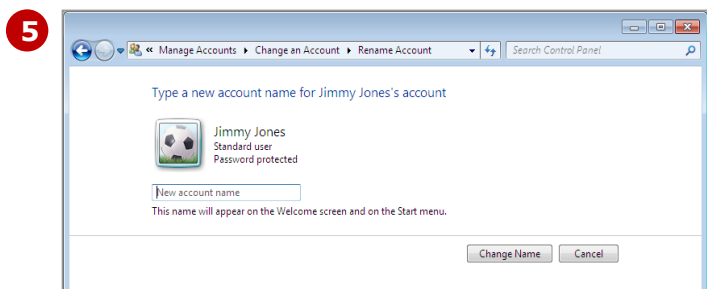 5
« Manage Accounts ▸ Change an Account ▸ Rename Account
Search Control Panel
Type a new account name for Jimmy Jones's account
Jimmy Jones
Standard user
Password protected
New account name
This name will appear on the Welcome screen and on the Start menu.
Change Name Cancel